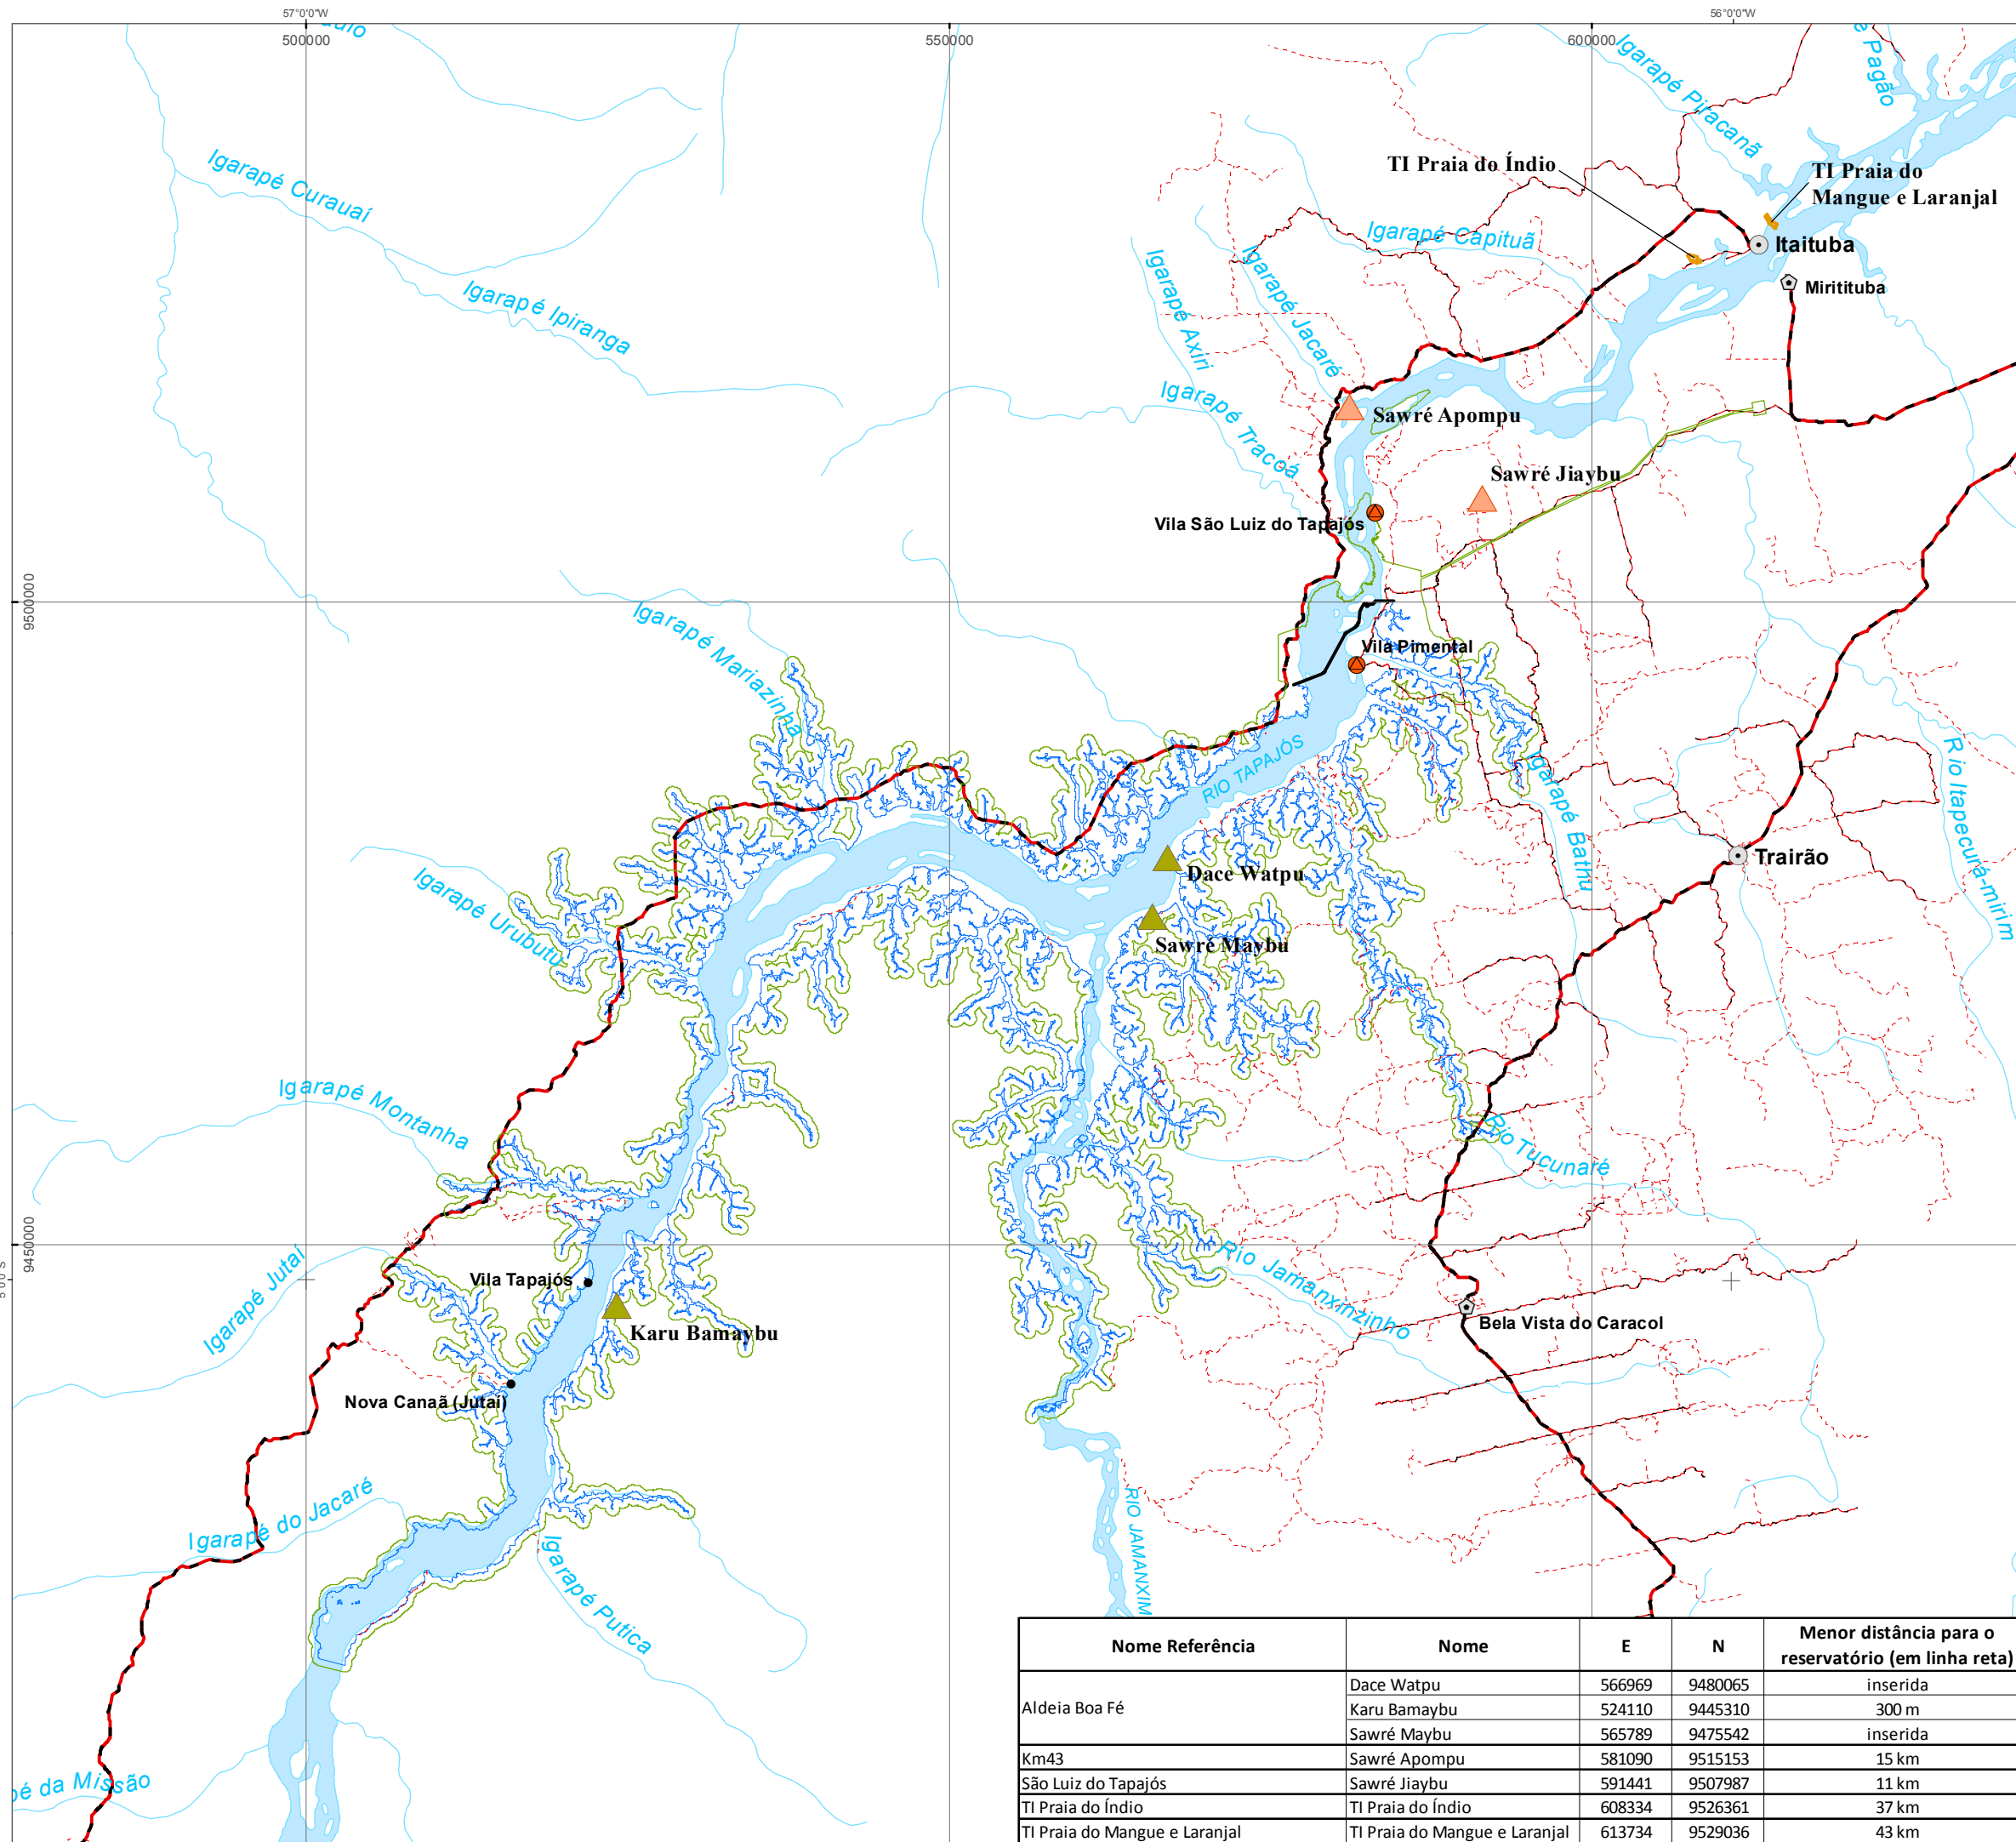 57°0'0"W
56°0'0"W
500000
550000
600000
Igarapé Piracanã
e Pagão
Igarapé Curauaí
TI Praia do Índio
TI Praia do
Mangue e Laranjal
Igarapé Capituã
Itaituba
Miritituba
Igarapé Ipiranga
Igarapé Axiri
Igarapé Jacaré
Igarapé Tracoá
Sawré Apompu
Sawré Jiaybu
Vila São Luiz do Tapajós
9500000
Igarapé Mariazinha
Vila Pimental
RIO TAPAJÓS
Igarapé Bathu
Rio Itapecurá-mirim
Trairão
Dace Watpu
Igarapé Urubutu
Sawré Maybu
Igarapé Montanha
Rio Tucunaré
9450000
Igarapé Jutaí
Rio Jamanxinzinho
Vila Tapajós
Karu Bamaybu
Bela Vista do Caracol
Nova Canaã (Jutaí)
Igarapé do Jacaré
Igarapé Putica
RIO JAMANXIM
pé da Missão
Nome Referência Nome E N Menor distância para o
reservatório (em linha reta)
Aldeia Boa Fé
Dace Watpu 566969 9480065 inserida
Karu Bamaybu 524110 9445310 300 m
Sawré Maybu 565789 9475542 inserida
Km43 Sawré Apompu 581090 9515153 15 km
São Luiz do Tapajós Sawré Jiaybu 591441 9507987 11 km
TI Praia do Índio TI Praia do Índio 608334 9526361 37 km
TI Praia do Mangue e Laranjal TI Praia do Mangue e Laranjal 613734 9529036 43 km